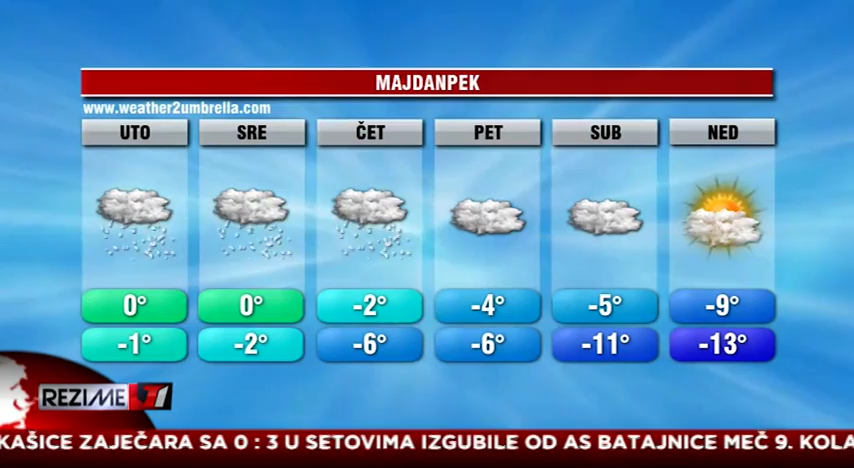 MAJDANPEK
www.weather2umbrella.com
UTO SRE ČET PET SUB NED
0° 0° -2° -4° -5° -9°
-1° -2° -6° -6° -11° -13°
REZIME T1
KAŠICE ZAJEČARA SA 0 : 3 U SETOVIMA IZGUBILE OD AS BATAJNICE MEČ 9. KOLA